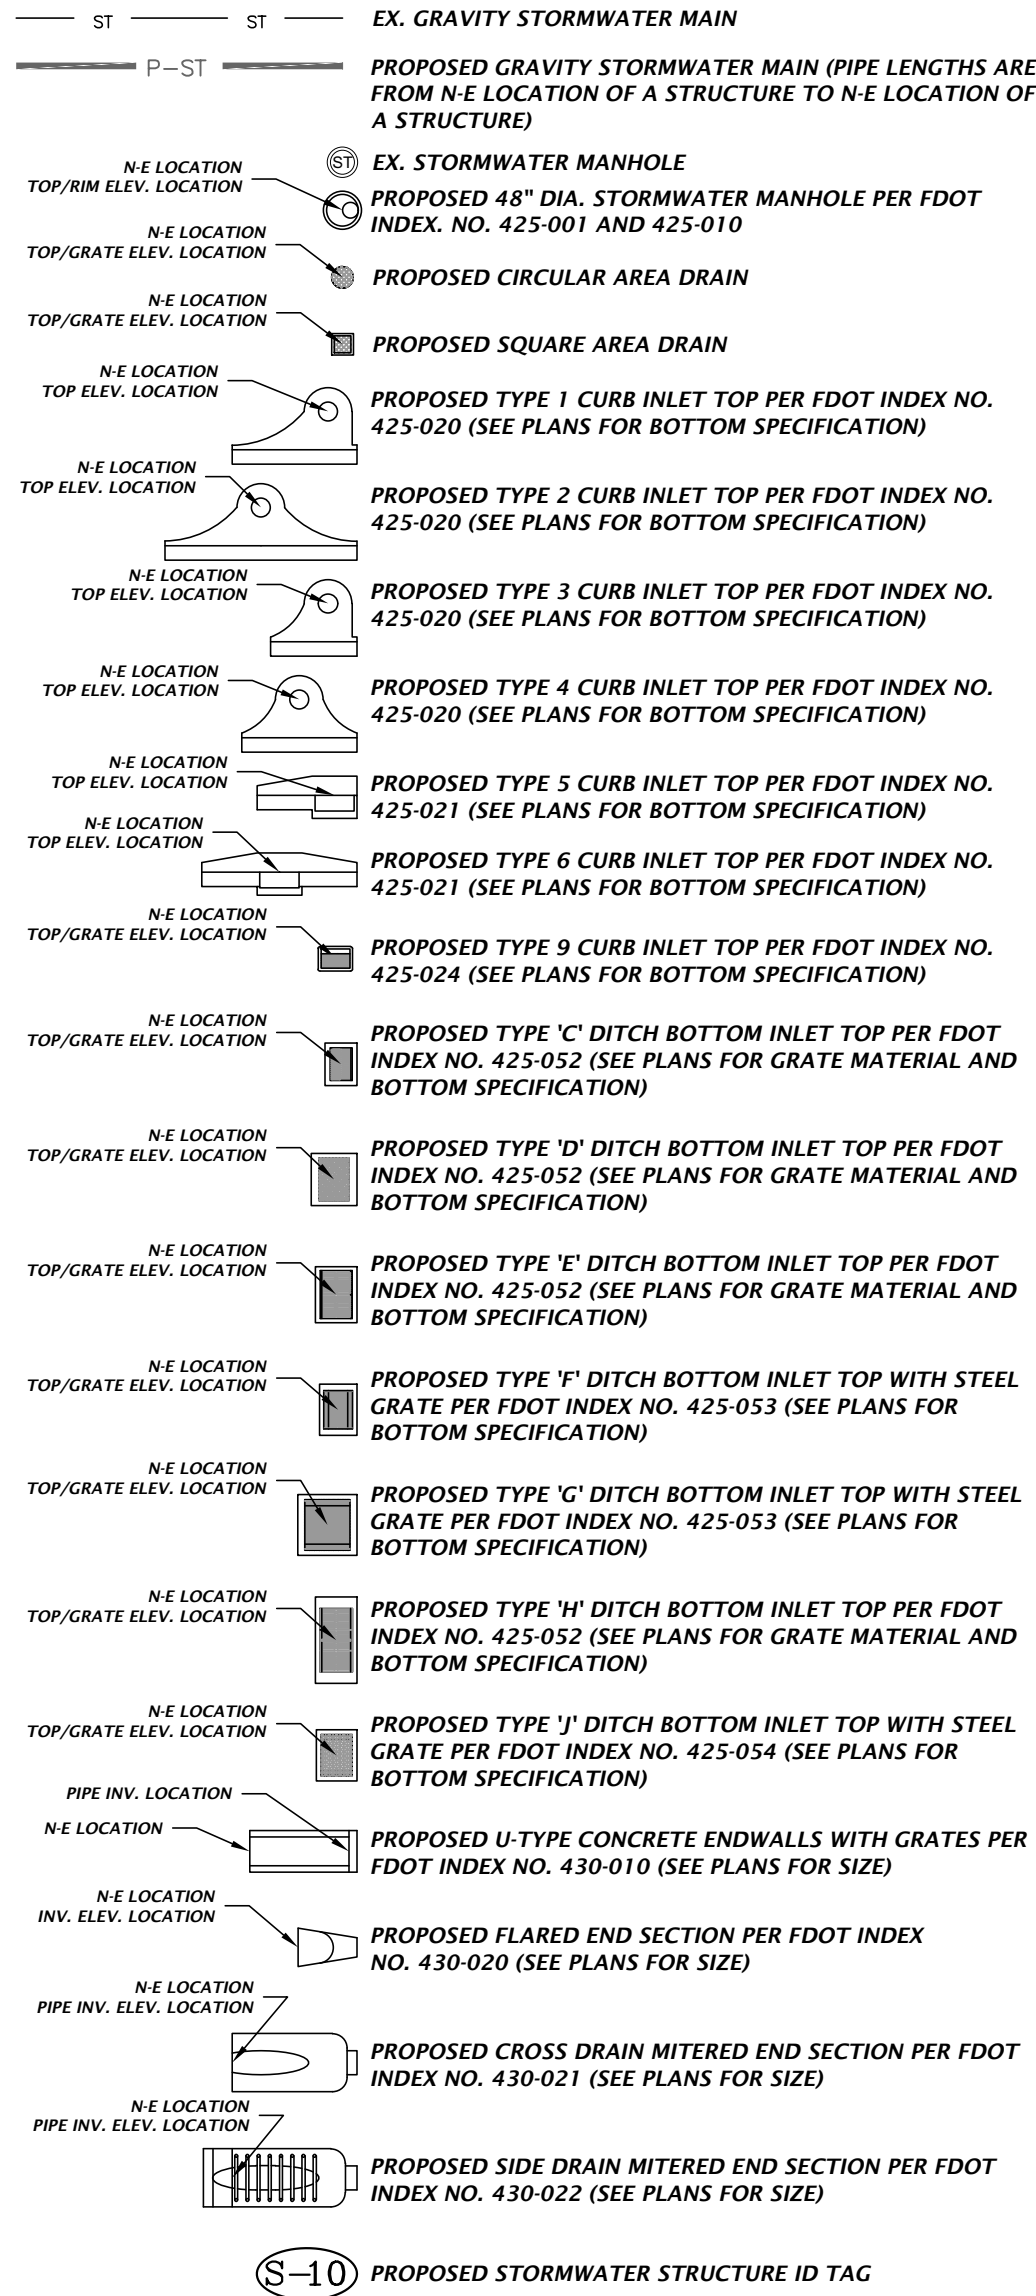 ST ST EX. GRAVITY STORMWATER MAIN
P-ST PROPOSED GRAVITY STORMWATER MAIN (PIPE LENGTHS ARE
FROM N-E LOCATION OF A STRUCTURE TO N-E LOCATION OF
A STRUCTURE)
ST EX. STORMWATER MANHOLE
N-E LOCATION
TOP/RIM ELEV. LOCATION
PROPOSED 48" DIA. STORMWATER MANHOLE PER FDOT
INDEX. NO. 425-001 AND 425-010
N-E LOCATION
TOP/GRATE ELEV. LOCATION
PROPOSED CIRCULAR AREA DRAIN
N-E LOCATION
TOP/GRATE ELEV. LOCATION
PROPOSED SQUARE AREA DRAIN
N-E LOCATION
TOP ELEV. LOCATION
PROPOSED TYPE 1 CURB INLET TOP PER FDOT INDEX NO.
425-020 (SEE PLANS FOR BOTTOM SPECIFICATION)
N-E LOCATION
TOP ELEV. LOCATION
PROPOSED TYPE 2 CURB INLET TOP PER FDOT INDEX NO.
425-020 (SEE PLANS FOR BOTTOM SPECIFICATION)
N-E LOCATION
TOP ELEV. LOCATION
PROPOSED TYPE 3 CURB INLET TOP PER FDOT INDEX NO.
425-020 (SEE PLANS FOR BOTTOM SPECIFICATION)
N-E LOCATION
TOP ELEV. LOCATION
PROPOSED TYPE 4 CURB INLET TOP PER FDOT INDEX NO.
425-020 (SEE PLANS FOR BOTTOM SPECIFICATION)
N-E LOCATION
TOP ELEV. LOCATION
PROPOSED TYPE 5 CURB INLET TOP PER FDOT INDEX NO.
425-021 (SEE PLANS FOR BOTTOM SPECIFICATION)
N-E LOCATION
TOP ELEV. LOCATION
PROPOSED TYPE 6 CURB INLET TOP PER FDOT INDEX NO.
425-021 (SEE PLANS FOR BOTTOM SPECIFICATION)
N-E LOCATION
TOP/GRATE ELEV. LOCATION
PROPOSED TYPE 9 CURB INLET TOP PER FDOT INDEX NO.
425-024 (SEE PLANS FOR BOTTOM SPECIFICATION)
N-E LOCATION
TOP/GRATE ELEV. LOCATION
PROPOSED TYPE 'C' DITCH BOTTOM INLET TOP PER FDOT
INDEX NO. 425-052 (SEE PLANS FOR GRATE MATERIAL AND
BOTTOM SPECIFICATION)
N-E LOCATION
TOP/GRATE ELEV. LOCATION
PROPOSED TYPE 'D' DITCH BOTTOM INLET TOP PER FDOT
INDEX NO. 425-052 (SEE PLANS FOR GRATE MATERIAL AND
BOTTOM SPECIFICATION)
N-E LOCATION
TOP/GRATE ELEV. LOCATION
PROPOSED TYPE 'E' DITCH BOTTOM INLET TOP PER FDOT
INDEX NO. 425-052 (SEE PLANS FOR GRATE MATERIAL AND
BOTTOM SPECIFICATION)
N-E LOCATION
TOP/GRATE ELEV. LOCATION
PROPOSED TYPE 'F' DITCH BOTTOM INLET TOP WITH STEEL
GRATE PER FDOT INDEX NO. 425-053 (SEE PLANS FOR
BOTTOM SPECIFICATION)
N-E LOCATION
TOP/GRATE ELEV. LOCATION
PROPOSED TYPE 'G' DITCH BOTTOM INLET TOP WITH STEEL
GRATE PER FDOT INDEX NO. 425-053 (SEE PLANS FOR
BOTTOM SPECIFICATION)
N-E LOCATION
TOP/GRATE ELEV. LOCATION
PROPOSED TYPE 'H' DITCH BOTTOM INLET TOP PER FDOT
INDEX NO. 425-052 (SEE PLANS FOR GRATE MATERIAL AND
BOTTOM SPECIFICATION)
N-E LOCATION
TOP/GRATE ELEV. LOCATION
PROPOSED TYPE 'J' DITCH BOTTOM INLET TOP WITH STEEL
GRATE PER FDOT INDEX NO. 425-054 (SEE PLANS FOR
BOTTOM SPECIFICATION)
PIPE INV. LOCATION
N-E LOCATION
PROPOSED U-TYPE CONCRETE ENDWALLS WITH GRATES PER
FDOT INDEX NO. 430-010 (SEE PLANS FOR SIZE)
N-E LOCATION
INV. ELEV. LOCATION
PROPOSED FLARED END SECTION PER FDOT INDEX
NO. 430-020 (SEE PLANS FOR SIZE)
N-E LOCATION
PIPE INV. ELEV. LOCATION
PROPOSED CROSS DRAIN MITERED END SECTION PER FDOT
INDEX NO. 430-021 (SEE PLANS FOR SIZE)
N-E LOCATION
PIPE INV. ELEV. LOCATION
PROPOSED SIDE DRAIN MITERED END SECTION PER FDOT
INDEX NO. 430-022 (SEE PLANS FOR SIZE)
S-10 PROPOSED STORMWATER STRUCTURE ID TAG